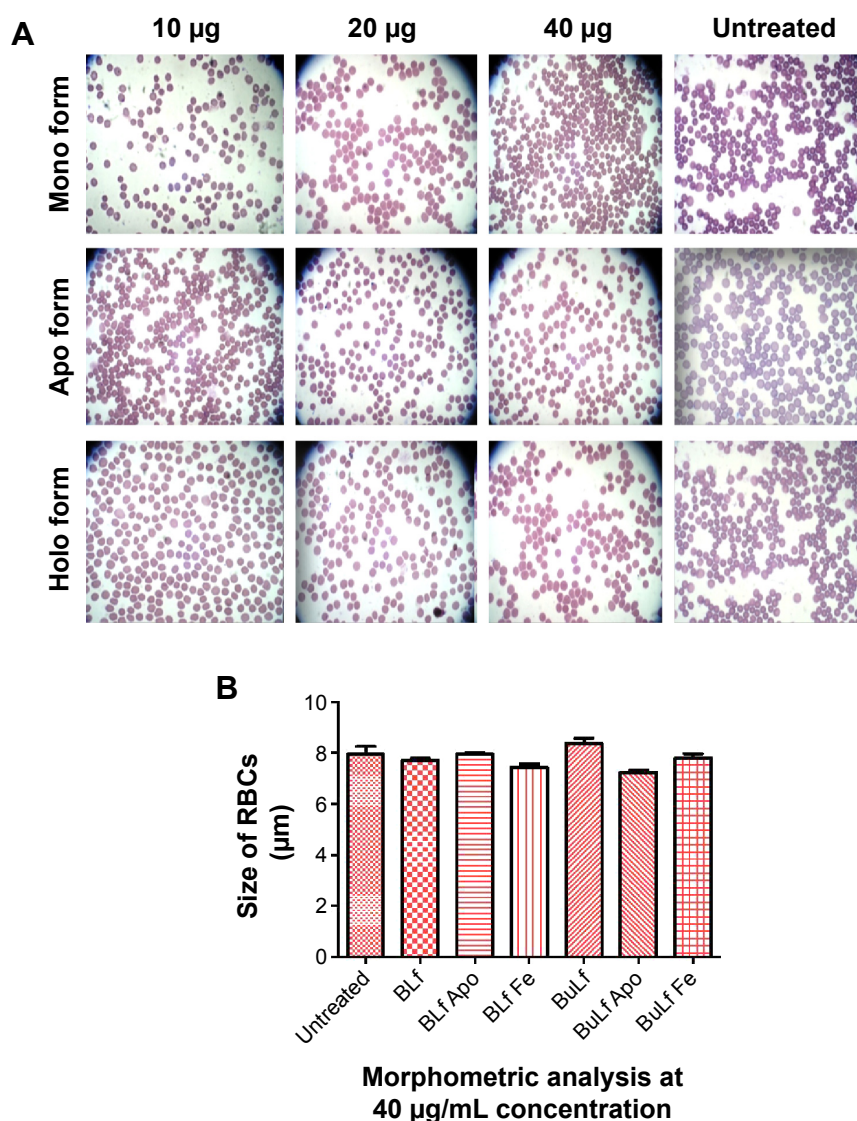 A
10 µg 20 µg 40 µg Untreated
Mono form
Apo form
Holo form
B
Size of RBCs
(µm)
10
8
6
4
2
0
Untreated BLf BLf Apo BLf Fe BuLf BuLf Apo BuLf Fe
Morphometric analysis at
40 µg/mL concentration